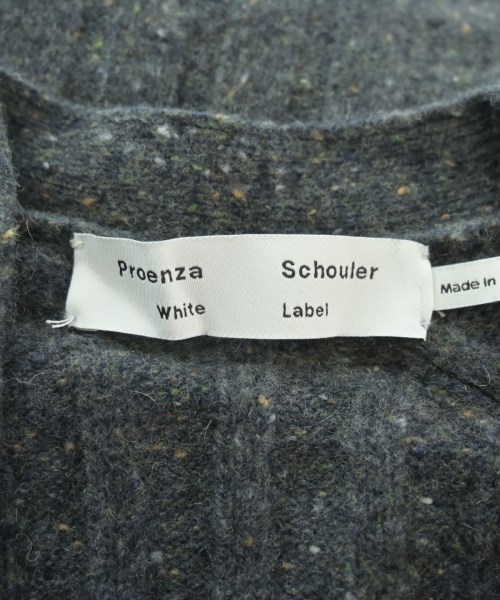 Proenza Schouler
White Label
Made in